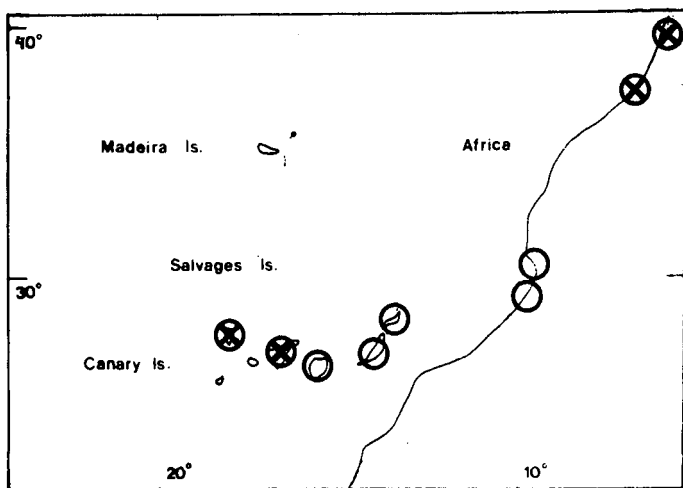 40°
Madeira Is.
Africa
Salvages Is.
30°
Canary Is.
20°
10°